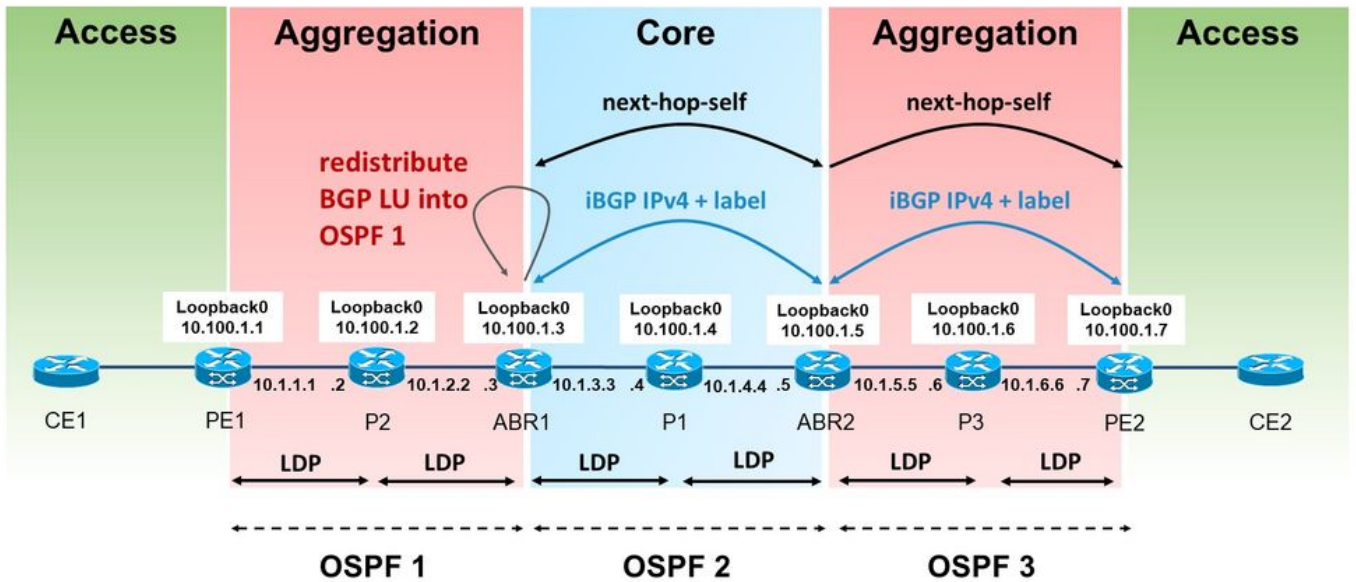 Access
Aggregation
Core
Aggregation
Access
next-hop-self
next-hop-self
redistribute
BGP LU into
OSPF 1
iBGP IPv4 + label
iBGP IPv4 + label
Loopback0
10.100.1.1
Loopback0
10.100.1.2
Loopback0
10.100.1.3
Loopback0
10.100.1.4
Loopback0
10.100.1.5
Loopback0
10.100.1.6
Loopback0
10.100.1.7
10.1.1.1
.2
10.1.2.2
.3
10.1.3.3
.4
10.1.4.4
.5
10.1.5.5
.6
10.1.6.6
.7
CE1
PE1
P2
ABR1
P1
ABR2
P3
PE2
CE2
LDP
LDP
LDP
LDP
LDP
LDP
OSPF 1
OSPF 2
OSPF 3